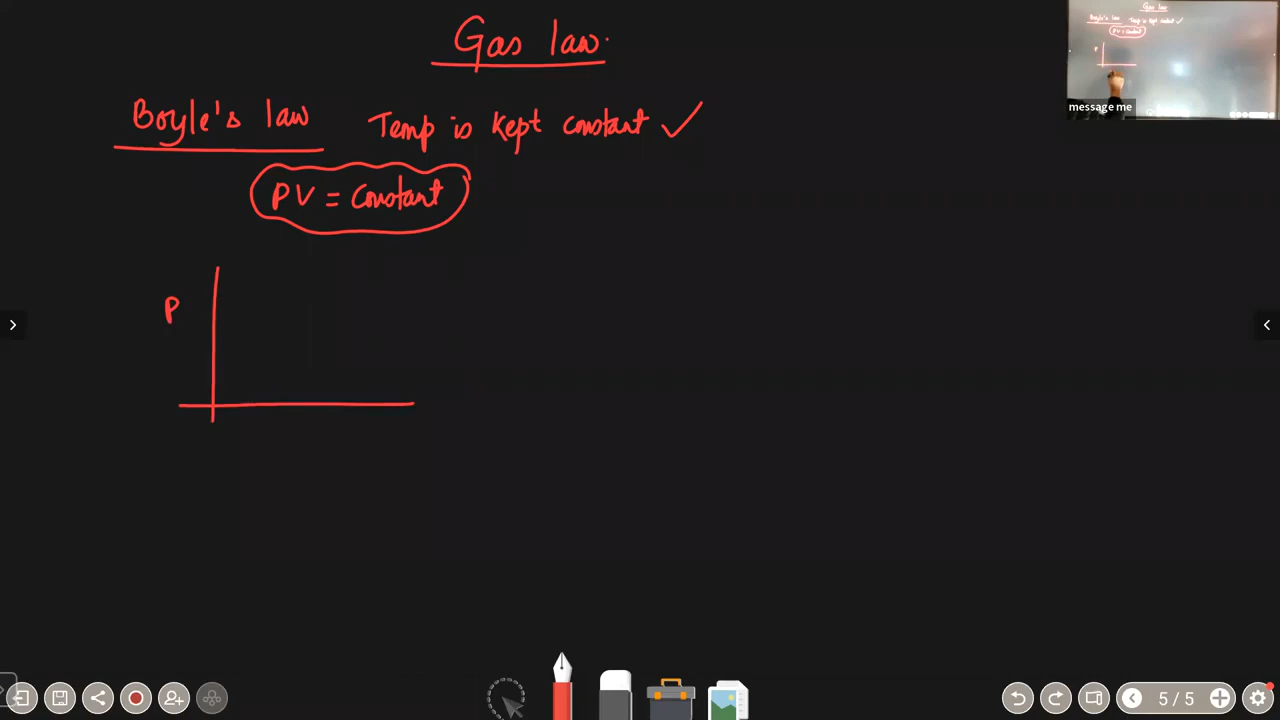 Gas law.
Boyle's law Temp is kept constant ✓
PV = Constant
P
message me
5/5